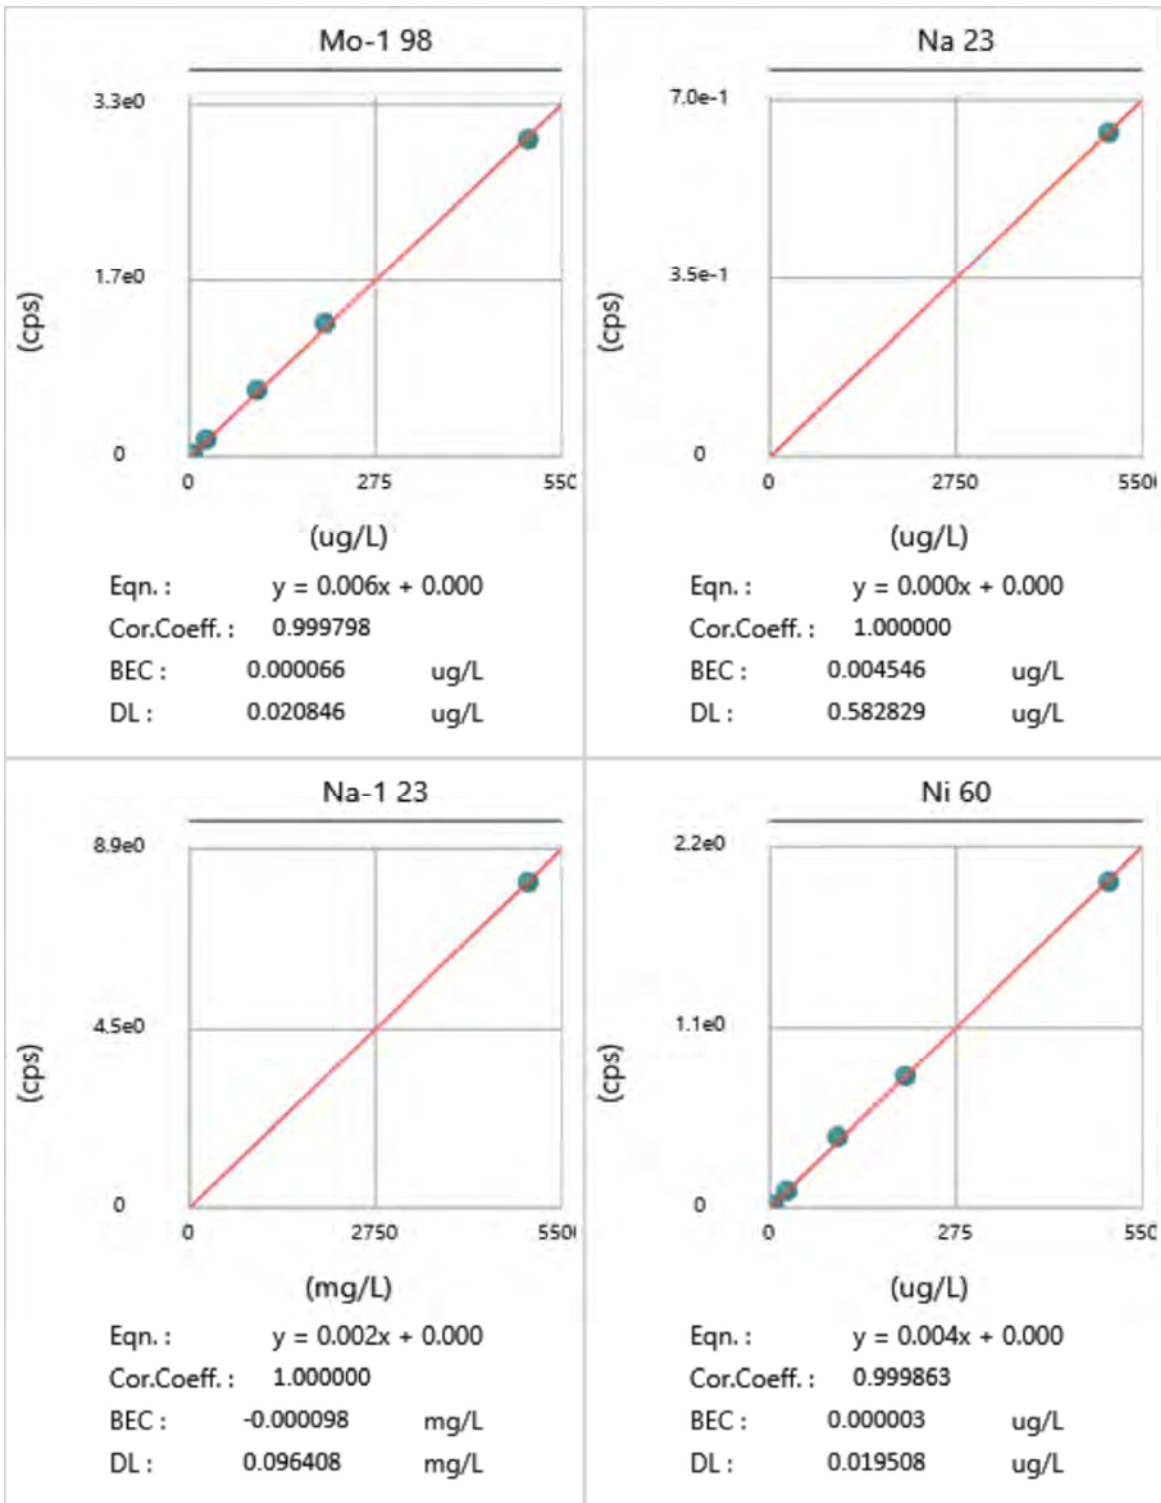 Mo-1 98
3.3e0
1.7e0
0
(cps)
0 275 550
(ug/L)
Eqn. : y = 0.006x + 0.000
Cor.Coeff. : 0.999798
BEC : 0.000066 ug/L
DL : 0.020846 ug/L
Na 23
7.0e-1
3.5e-1
0
(cps)
0 2750 550
(ug/L)
Eqn. : y = 0.000x + 0.000
Cor.Coeff. : 1.000000
BEC : 0.004546 ug/L
DL : 0.582829 ug/L
Na-1 23
8.9e0
4.5e0
0
(cps)
0 2750 550
(mg/L)
Eqn. : y = 0.002x + 0.000
Cor.Coeff. : 1.000000
BEC : -0.000098 mg/L
DL : 0.096408 mg/L
Ni 60
2.2e0
1.1e0
0
(cps)
0 275 550
(ug/L)
Eqn. : y = 0.004x + 0.000
Cor.Coeff. : 0.999863
BEC : 0.000003 ug/L
DL : 0.019508 ug/L